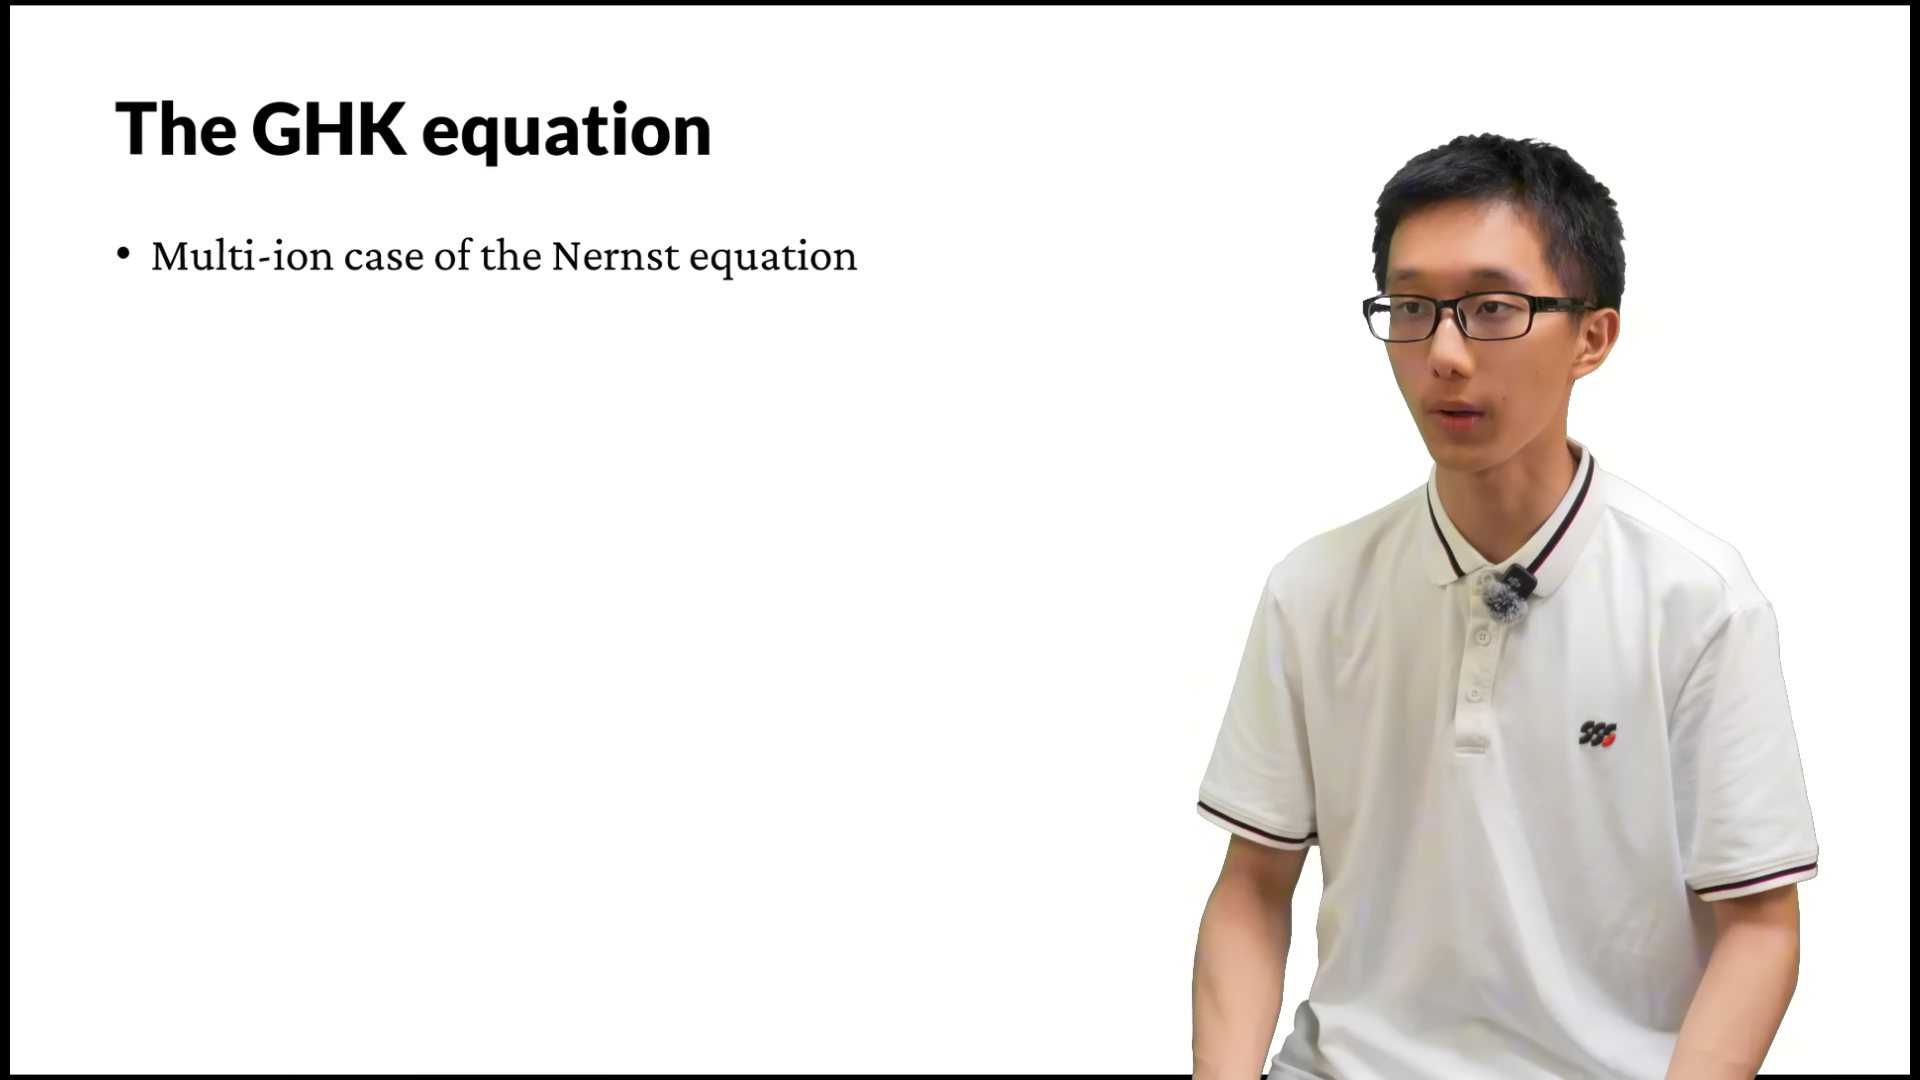 The GHK equation
• Multi-ion case of the Nernst equation